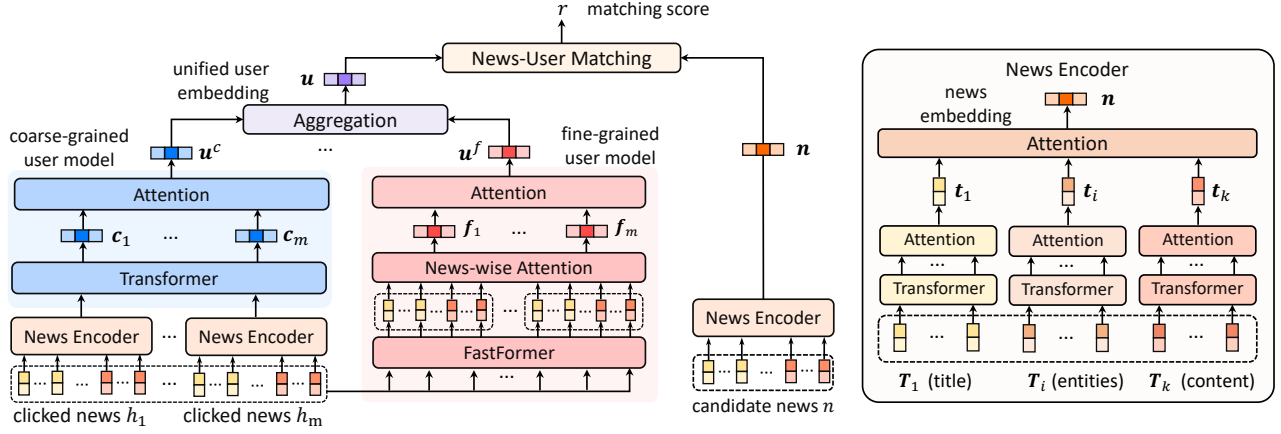 r matching score
News-User Matching
unified user
embedding
u
Aggregation
...
coarse-grained
user model
u^c
u^f
fine-grained
user model
n
Attention
Attention
c_1 ... c_m
f_1 ... f_m
Transformer
News-wise Attention
News Encoder ... News Encoder
... ... ... ... ... ... ...
FastFormer
...
... ... ... ... ...
clicked news h_1
clicked news h_m
News Encoder
... ... ...
candidate news n
News Encoder
news
embedding
n
Attention
t_1
t_i
t_k
Attention
Attention
Attention
... ... ...
Transformer
Transformer
Transformer
... ... ...
T_1 (title)
T_i (entities)
T_k (content)